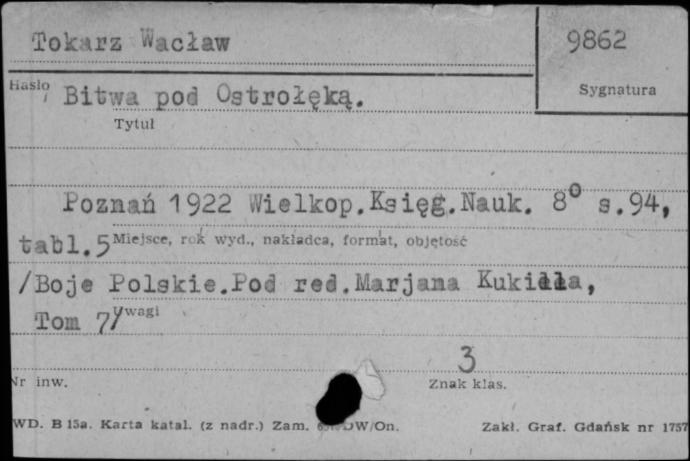 Tokarz Wacław
9862
Hasło
Sygnatura
Bitwa pod Ostrołęką.
Tytuł
Poznań 1922 Wielkop.Księg.Nauk. 8° s.94,
tabl.5 Miejsce, rok wyd., nakładca, format, objętość
/Boje Polskie.Pod red.Marjana Kukiełła,
Tom 7/
Uwagi
3
Nr inw.
Znak klas.
WD. B 15a. Karta katal. (z nadr.) Zam. DW/On.
Zakł. Graf. Gdańsk nr 1757